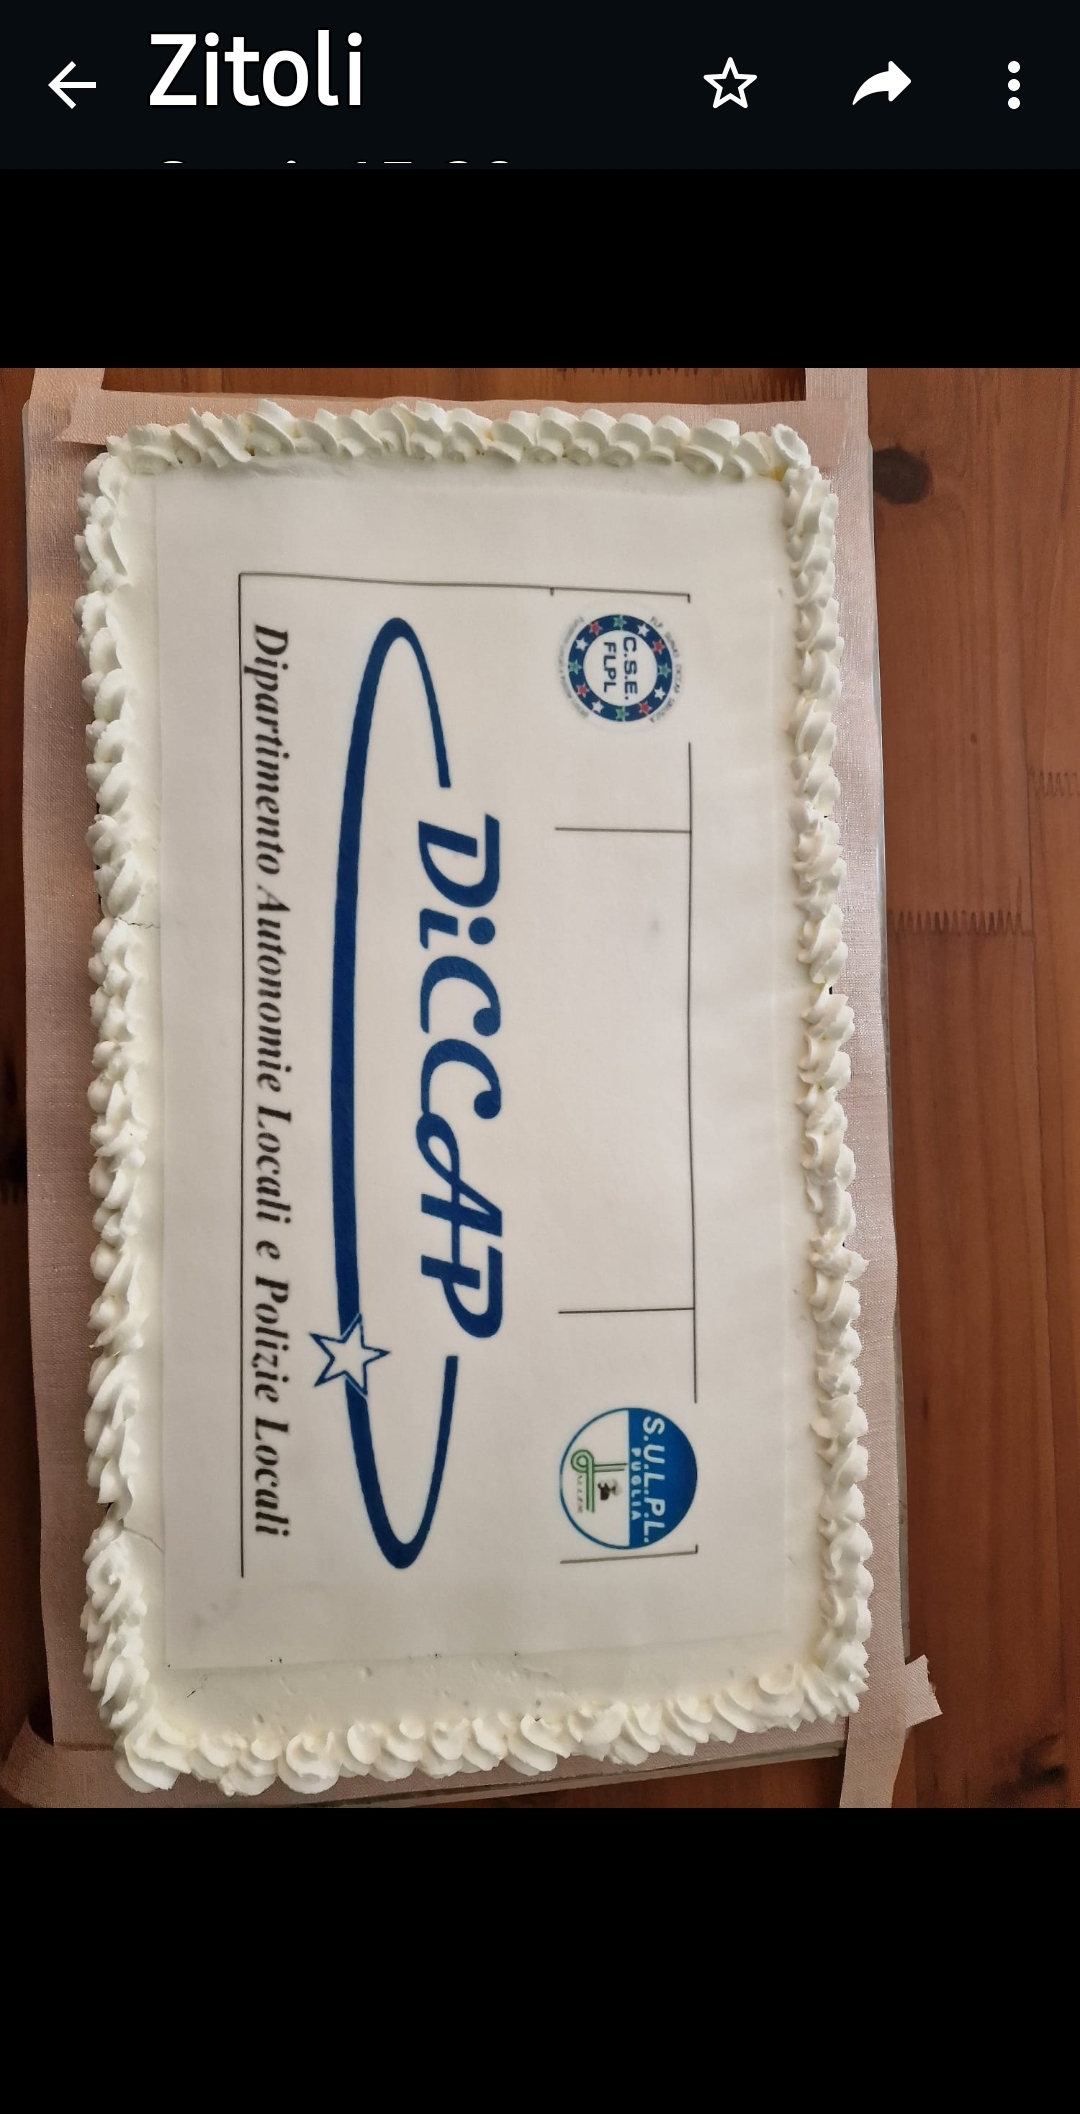 Zitoli
C.S.E.
FLPL
S.U.L.P.L.
PUGLIA
DiCCAP
Dipartimento Autonomie Locali e Polizie Locali